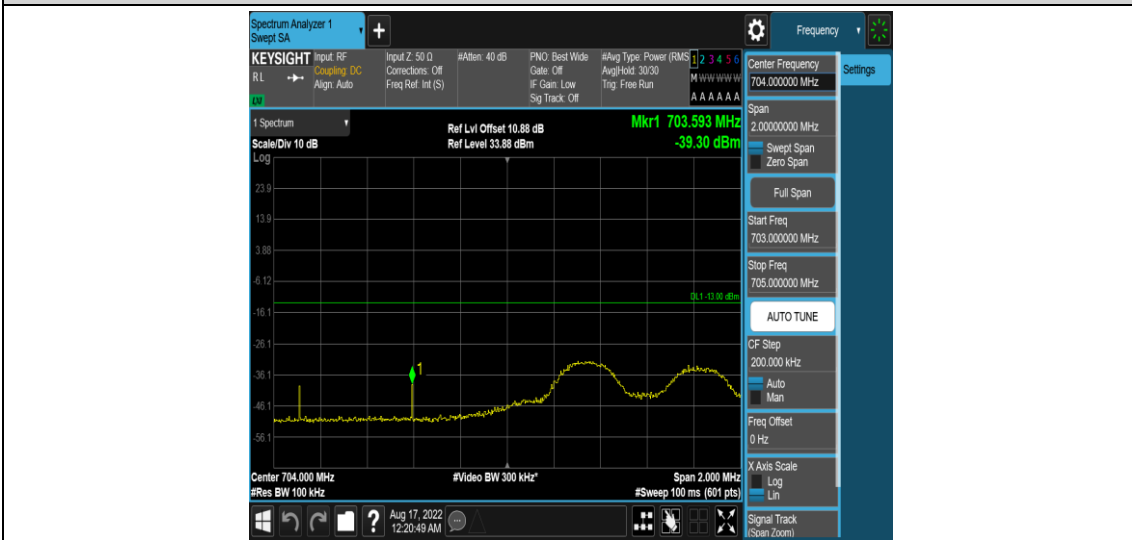 Spectrum Analyzer 1
Swept SA
+
Frequency
KEYSIGHT
RL
LXI
Input: RF
Coupling: DC
Align: Auto
Input Z: 50 Ω
Corrections: Off
Freq Ref: Int (S)
#Atten: 40 dB
PNO: Best Wide
Gate: Off
IF Gain: Low
Sig Track: Off
#Avg Type: Power (RMS
Avg|Hold: 30/30
Trig: Free Run
1 2 3 4 5 6
M W W W W W
A A A A A A
1 Spectrum
Scale/Div 10 dB
Log
Ref Lvl Offset 10.88 dB
Ref Level 33.88 dBm
Mkr1 703.593 MHz
-39.30 dBm
23.9
13.9
3.88
-6.12
DL1 -13.00 dBm
-16.1
-26.1
1
-36.1
-46.1
-56.1
Center 704.000 MHz
#Res BW 100 kHz
#Video BW 300 kHz*
Span 2.000 MHz
#Sweep 100 ms (601 pts)
?
Aug 17, 2022
12:20:49 AM
Center Frequency
704.000000 MHz
Settings
Span
2.00000000 MHz
Swept Span
Zero Span
Full Span
Start Freq
703.000000 MHz
Stop Freq
705.000000 MHz
AUTO TUNE
CF Step
200.000 kHz
Auto
Man
Freq Offset
0 Hz
X Axis Scale
Log
Lin
Signal Track
(Span Zoom)